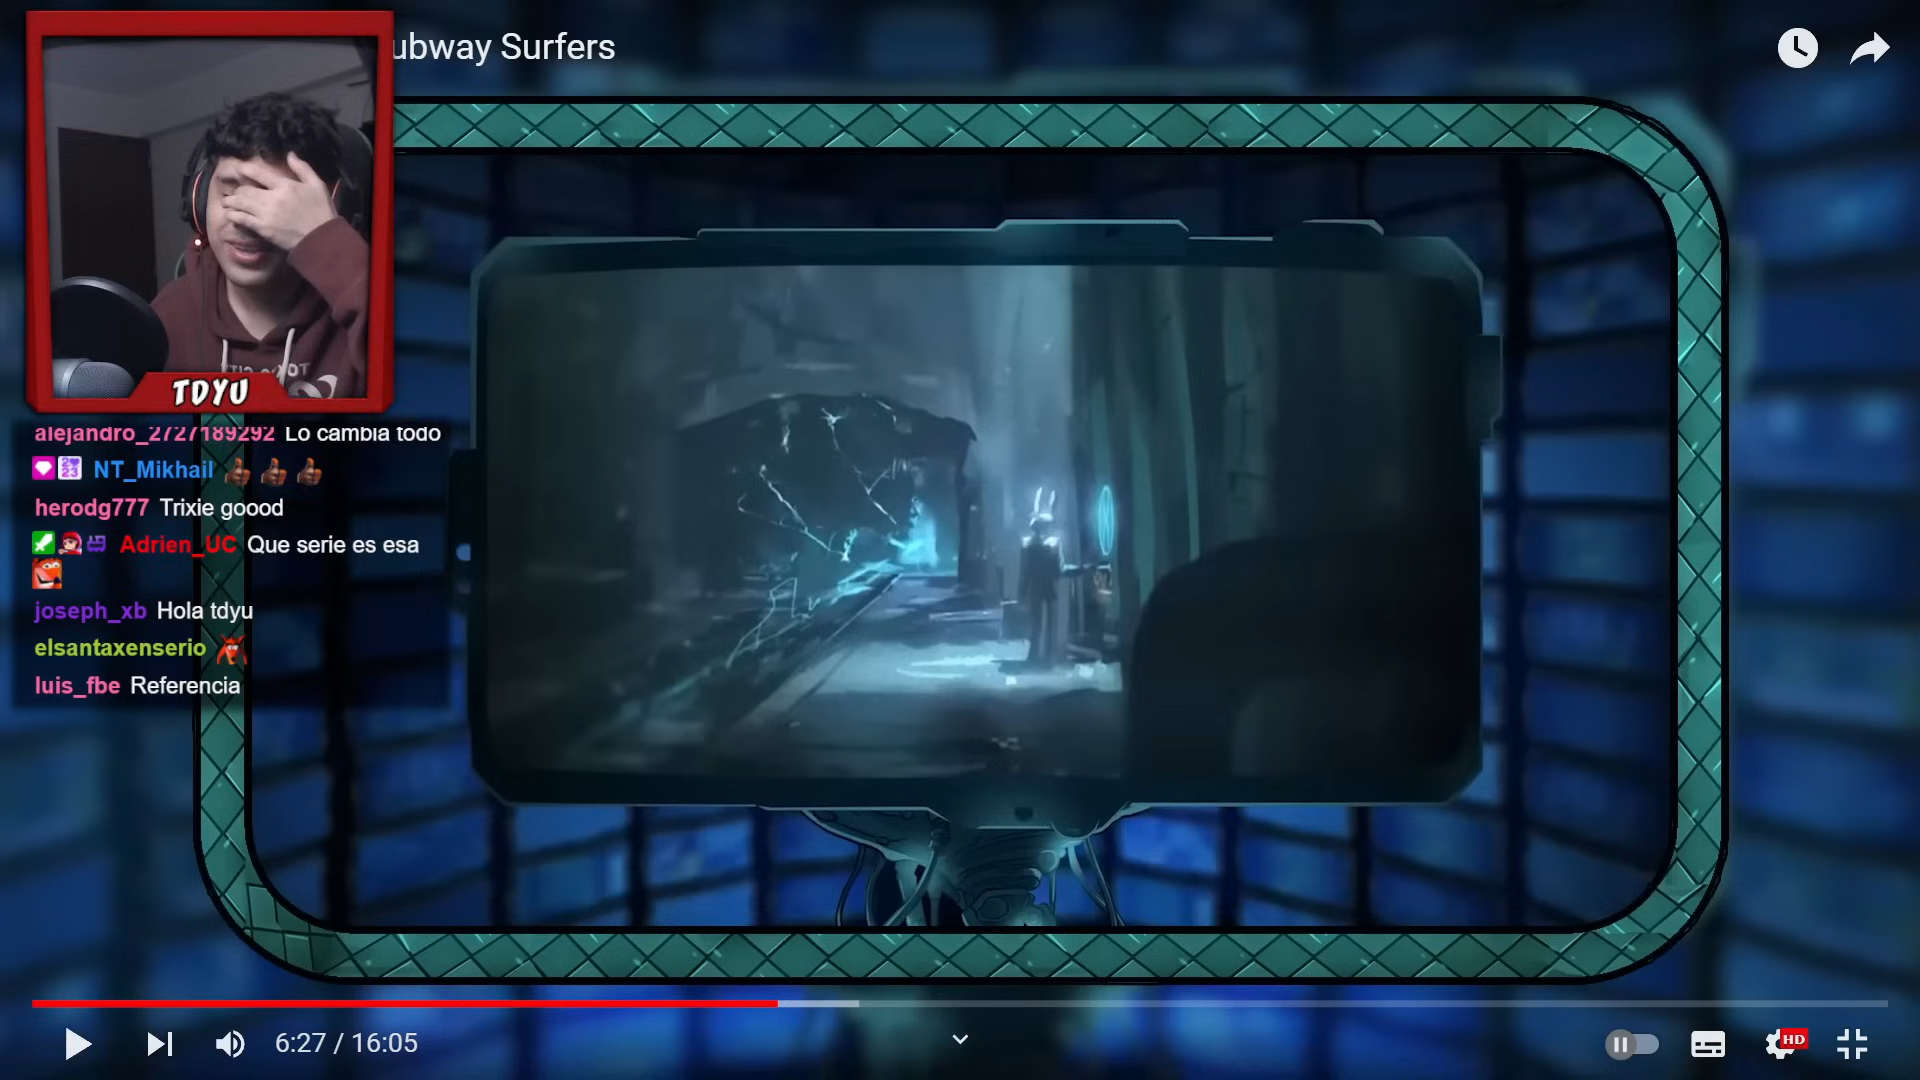 ubway Surfers
TDYU
alejandro_2727189292 Lo cambia todo
NT_Mikhail
herodg777 Trixie goood
Adrien_UC Que serie es esa
joseph_xb Hola tdyu
elsantaxenserio
luis_fbe Referencia
6:27 / 16:05
HD